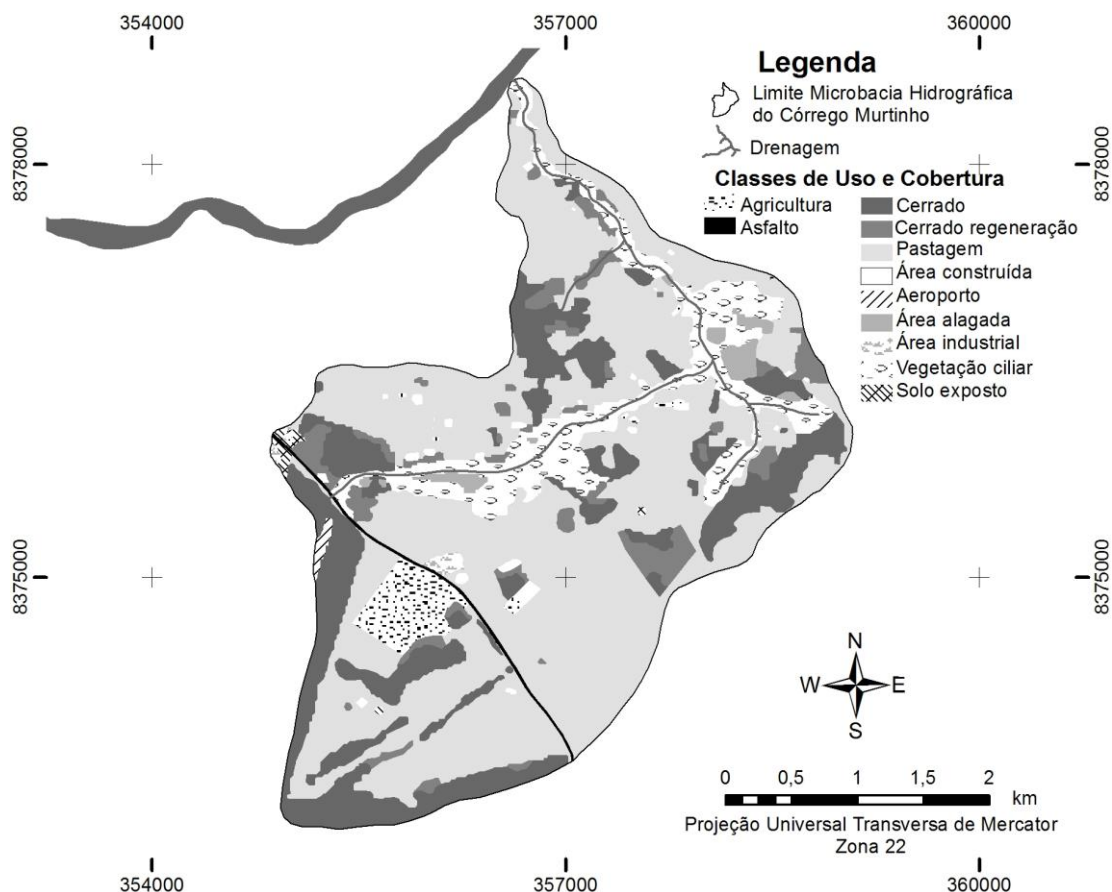 354000 357000 360000
Legenda
Limite Microbacia Hidrográfica
do Córrego Murtinho
Drenagem
8378000 8378000
Classes de Uso e Cobertura
Agricultura
Asfalto
Cerrado
Cerrado regeneração
Pastagem
Área construída
Aeroporto
Área alagada
Área industrial
Vegetação ciliar
Solo exposto
8375000 8375000
N
W E
S
0 0,5 1 1,5 2
km
Projeção Universal Transversa de Mercator
Zona 22
354000 357000 360000